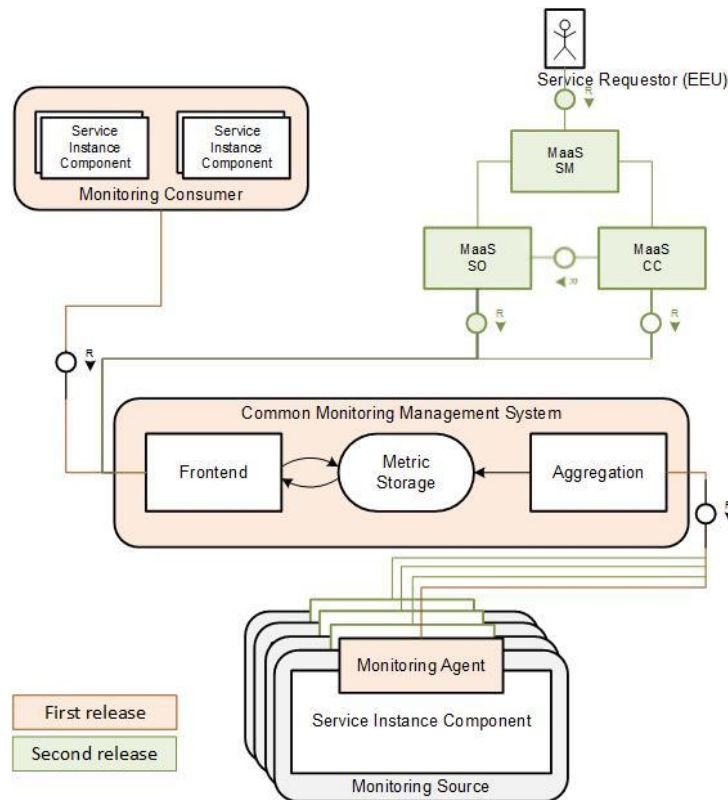 Service Requestor (EEU)
R
Service
Instance
Component
Service
Instance
Component
Monitoring Consumer
MaaS
SM
MaaS
SO
MaaS
CC
R
R
R
R
Common Monitoring Management System
Frontend
Metric
Storage
Aggregation
R
Monitoring Agent
Service Instance Component
Monitoring Source
First release
Second release